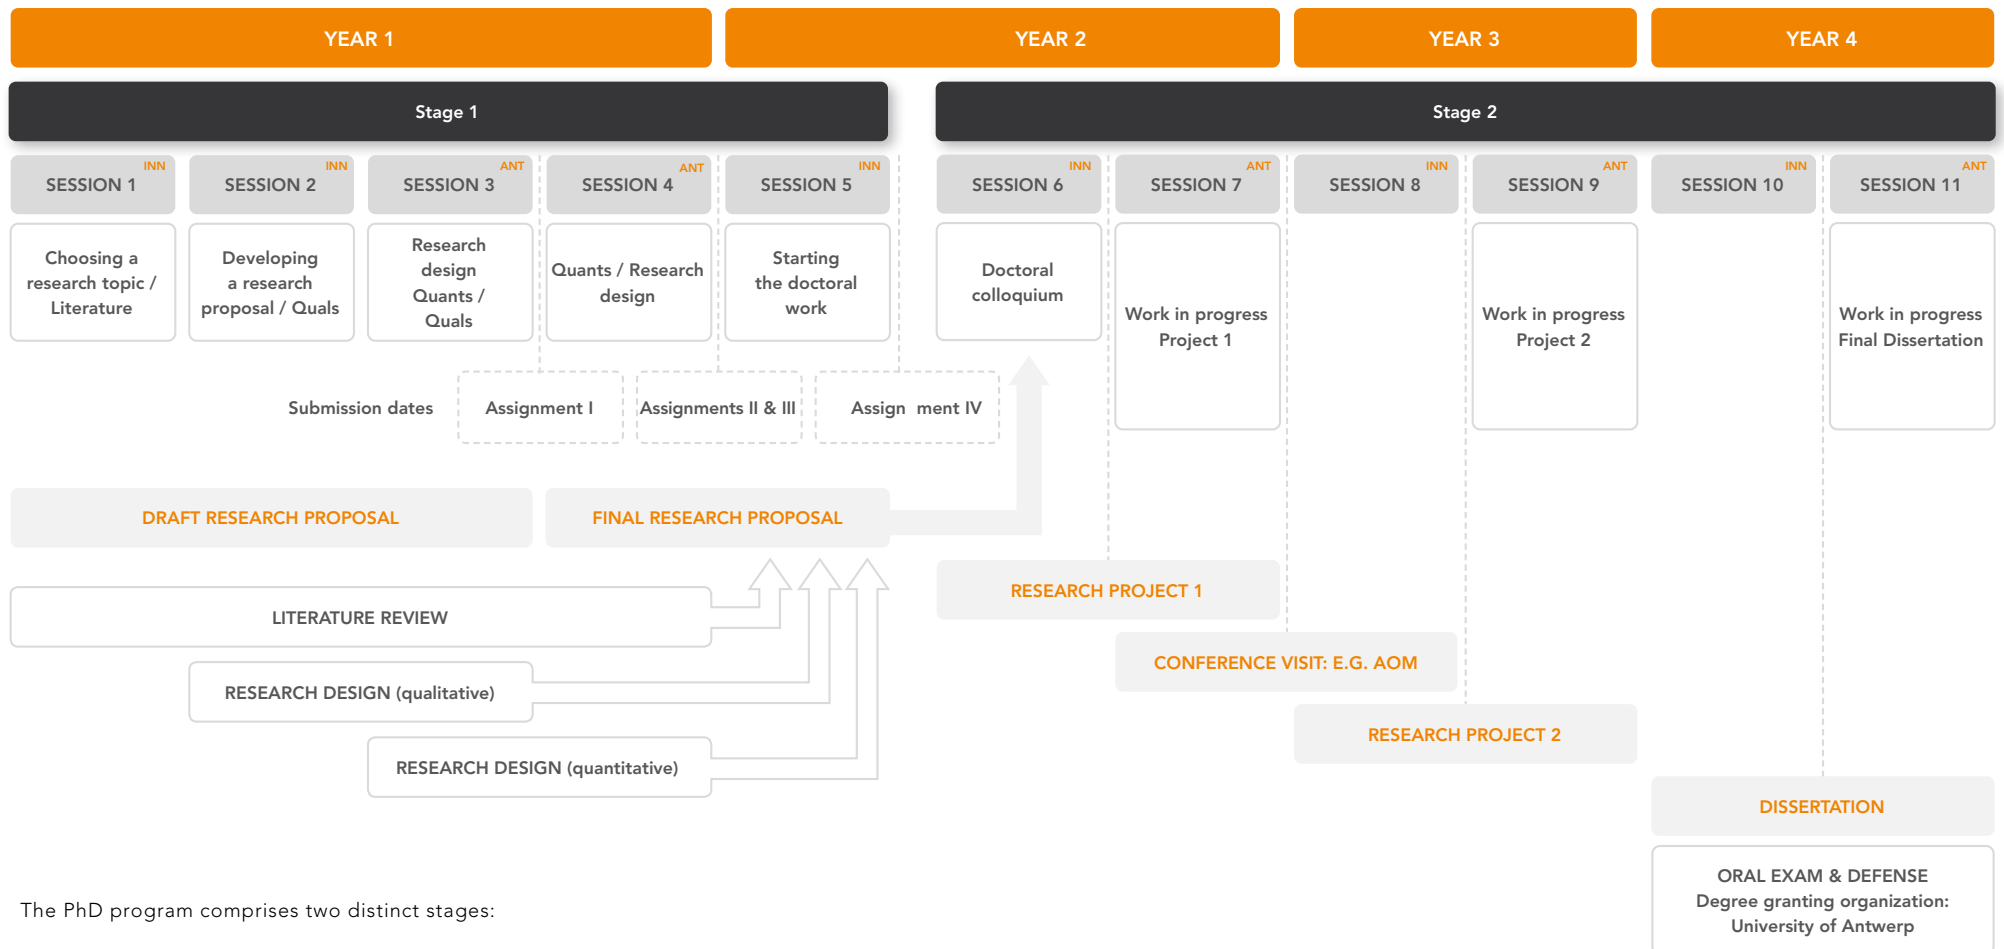 YEAR 1
YEAR 2
YEAR 3
YEAR 4
Stage 1
Stage 2
SESSION 1 INN
SESSION 2 INN
SESSION 3 ANT
SESSION 4 ANT
SESSION 5 INN
SESSION 6 INN
SESSION 7 ANT
SESSION 8 INN
SESSION 9 ANT
SESSION 10 INN
SESSION 11 ANT
Choosing a
research topic /
Literature
Developing
a research
proposal / Quals
Research
design
Quants /
Quals
Quants / Research
design
Starting
the doctoral
work
Doctoral
colloquium
Work in progress
Project 1
Work in progress
Project 2
Work in progress
Final Dissertation
Submission dates
Assignment I
Assignments II & III
Assign ment IV
DRAFT RESEARCH PROPOSAL
FINAL RESEARCH PROPOSAL
RESEARCH PROJECT 1
LITERATURE REVIEW
CONFERENCE VISIT: E.G. AOM
RESEARCH DESIGN (qualitative)
RESEARCH PROJECT 2
RESEARCH DESIGN (quantitative)
DISSERTATION
ORAL EXAM & DEFENSE
Degree granting organization:
University of Antwerp
The PhD program comprises two distinct stages: